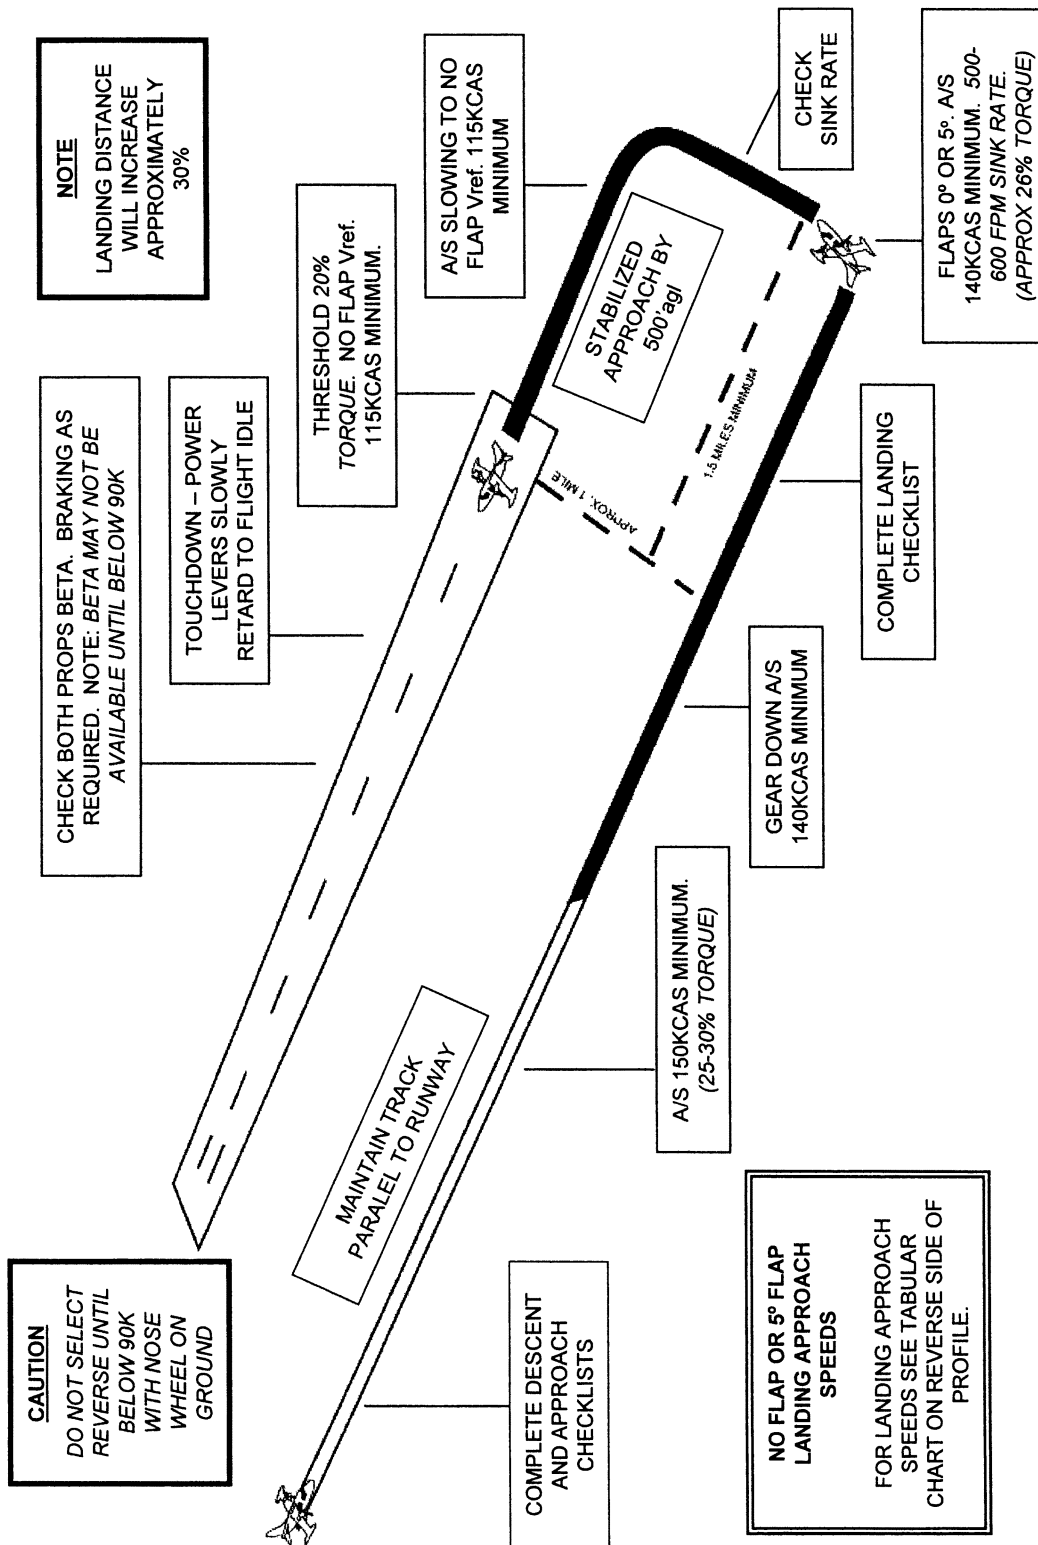 CAUTION
DO NOT SELECT
REVERSE UNTIL
BELOW 90K
WITH NOSE
WHEEL ON
GROUND
CHECK BOTH PROPS BETA. BRAKING AS
REQUIRED. NOTE: BETA MAY NOT BE
AVAILABLE UNTIL BELOW 90K
NOTE
LANDING DISTANCE
WILL INCREASE
APPROXIMATELY
30%
TOUCHDOWN – POWER
LEVERS SLOWLY
RETARD TO FLIGHT IDLE
THRESHOLD 20%
TORQUE. NO FLAP Vref.
115KCAS MINIMUM.
A/S SLOWING TO NO
FLAP Vref. 115KCAS
MINIMUM
MAINTAIN TRACK
PARALEL TO RUNWAY
STABILIZED
APPROACH BY
500'agl
APPROX. 1 MILE
1.5 MILES MINIMUM
CHECK
SINK RATE
COMPLETE DESCENT
AND APPROACH
CHECKLISTS
A/S 150KCAS MINIMUM.
(25-30% TORQUE)
GEAR DOWN A/S
140KCAS MINIMUM
COMPLETE LANDING
CHECKLIST
FLAPS 0º OR 5º. A/S
140KCAS MINIMUM. 500-
600 FPM SINK RATE.
(APPROX 26% TORQUE)
NO FLAP OR 5º FLAP
LANDING APPROACH
SPEEDS
FOR LANDING APPROACH
SPEEDS SEE TABULAR
CHART ON REVERSE SIDE OF
PROFILE.